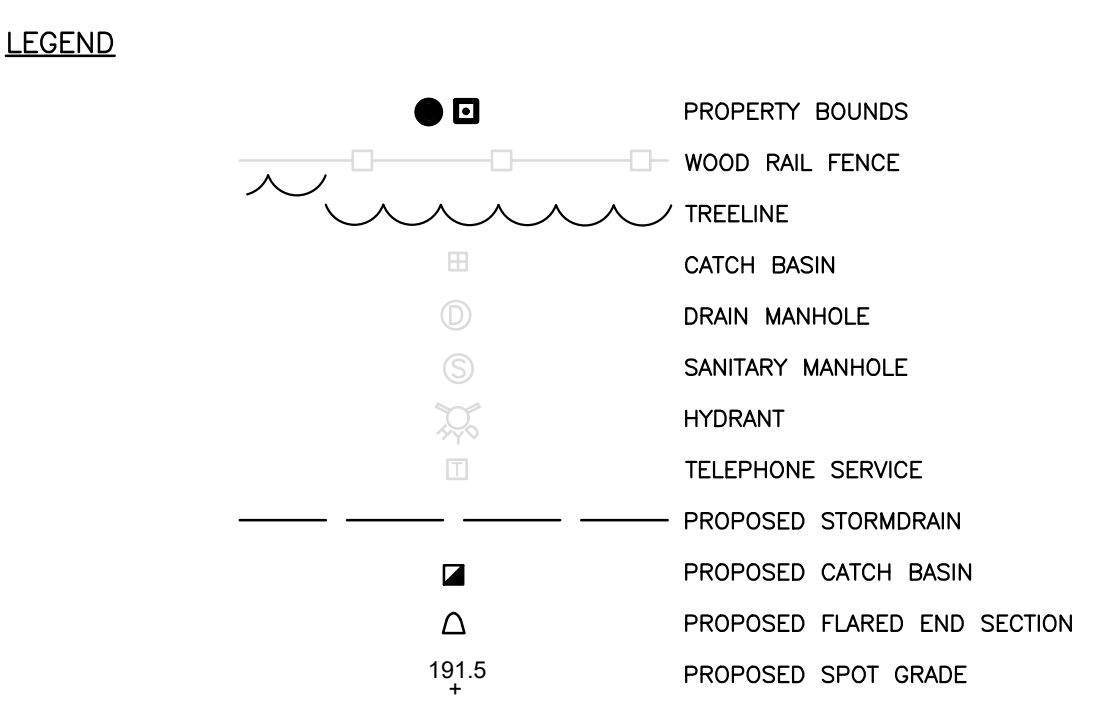 LEGEND
PROPERTY BOUNDS
WOOD RAIL FENCE
TREELINE
CATCH BASIN
D DRAIN MANHOLE
S SANITARY MANHOLE
HYDRANT
T TELEPHONE SERVICE
PROPOSED STORMDRAIN
PROPOSED CATCH BASIN
PROPOSED FLARED END SECTION
191.5 PROPOSED SPOT GRADE
+